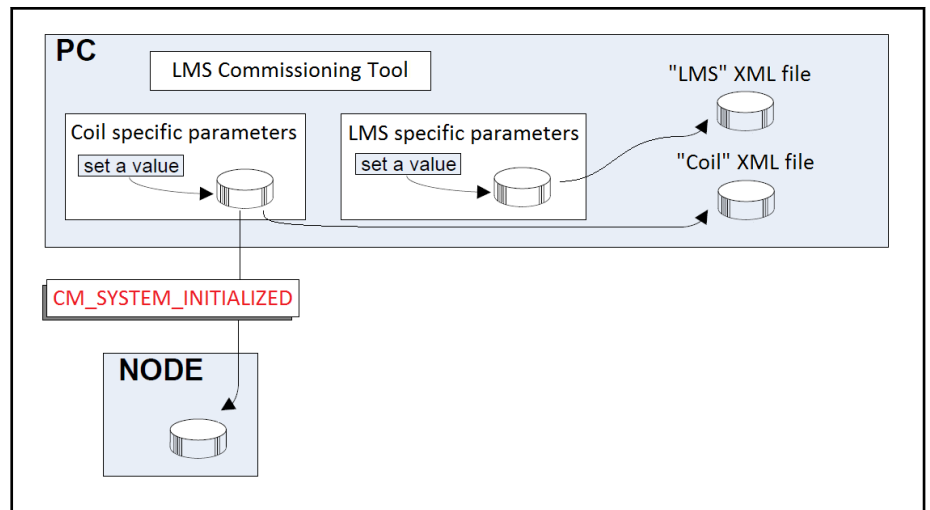 PC
LMS Commissioning Tool
"LMS" XML file
Coil specific parameters
set a value
LMS specific parameters
set a value
"Coil" XML file
CM_SYSTEM_INITIALIZED
NODE